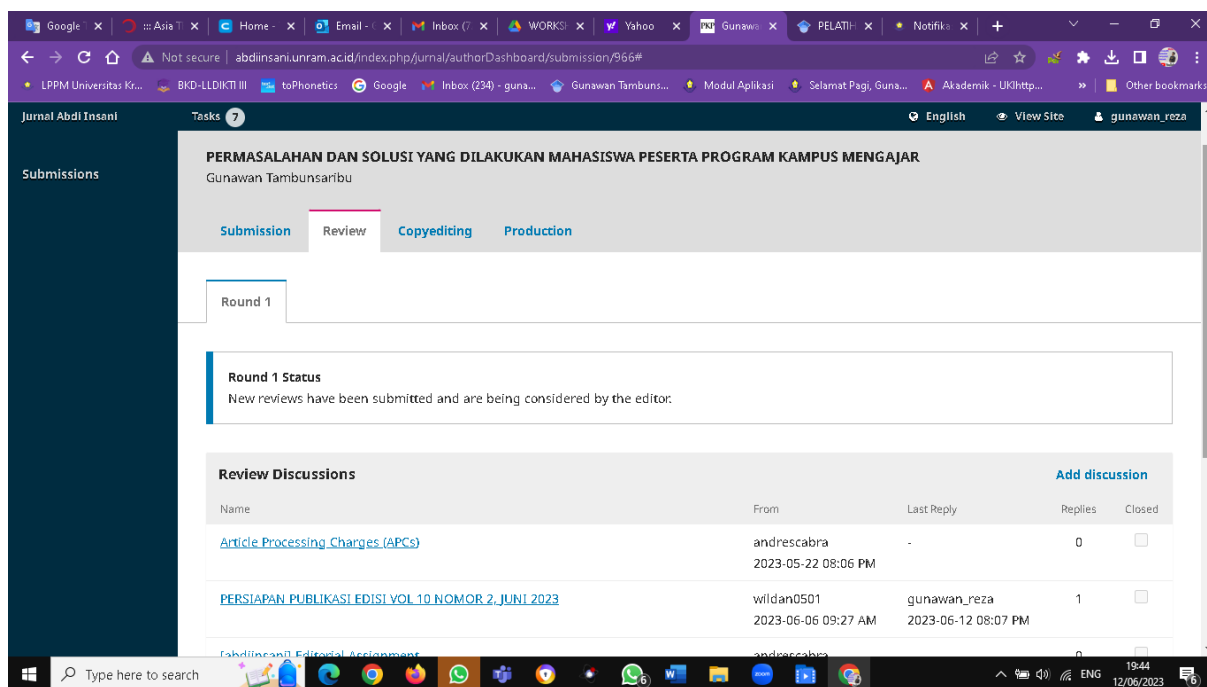 Google T
::: Asia Tl
Home -
Email - C
Inbox (7
WORKSH
Yahoo
Gunawa
PELATIH
Notifika
Not secure | abdiinsani.unram.ac.id/index.php/jurnal/authorDashboard/submission/966#
LPPM Universitas Kr...
BKD-LLDIKTI III
toPhonetics
Google
Inbox (234) - guna...
Gunawan Tambuns...
Modul Aplikasi
Selamat Pagi, Guna...
Akademik - UKIhttp...
»
Other bookmarks
Jurnal Abdi Insani
Tasks 7
English
View Site
gunawan_reza
Submissions
PERMASALAHAN DAN SOLUSI YANG DILAKUKAN MAHASISWA PESERTA PROGRAM KAMPUS MENGAJAR
Gunawan Tambunsaribu
Submission Review Copyediting Production
Round 1
Round 1 Status
New reviews have been submitted and are being considered by the editor.
Review Discussions
Add discussion
Name From Last Reply Replies Closed
Article Processing Charges (APCs) andrescabra - 0
2023-05-22 08:06 PM
PERSIAPAN PUBLIKASI EDISI VOL 10 NOMOR 2, JUNI 2023 wildan0501 gunawan_reza 1
2023-06-06 09:27 AM 2023-06-12 08:07 PM
[abdiinsani] Editorial Assignment andrescabra 0
Type here to search
ENG
19:44
12/06/2023